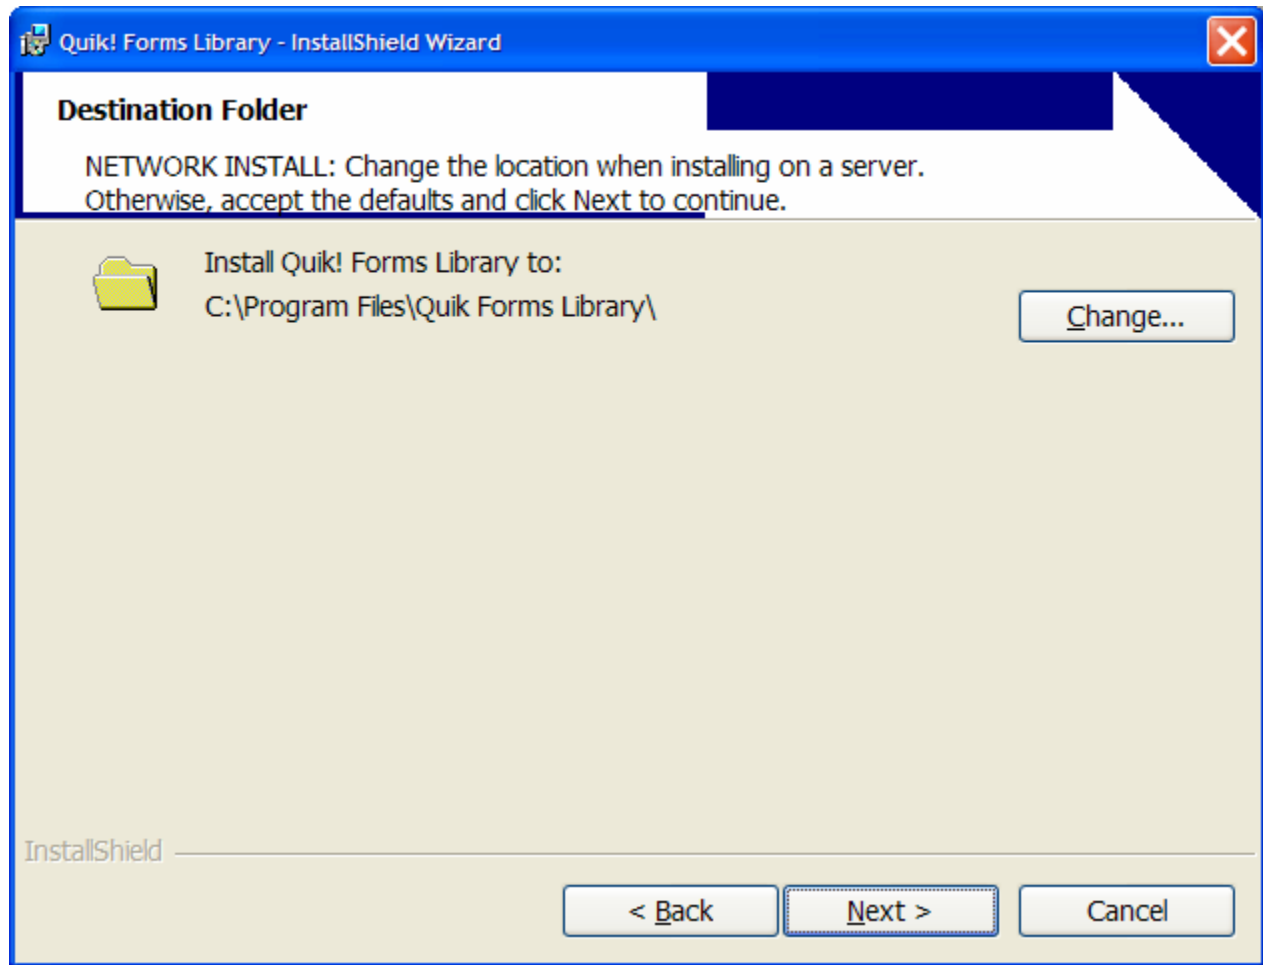 Quik! Forms Library - InstallShield Wizard
Destination Folder
NETWORK INSTALL: Change the location when installing on a server.
Otherwise, accept the defaults and click Next to continue.
Install Quik! Forms Library to:
C:\Program Files\Quik Forms Library\
Change...
InstallShield
< Back
Next >
Cancel